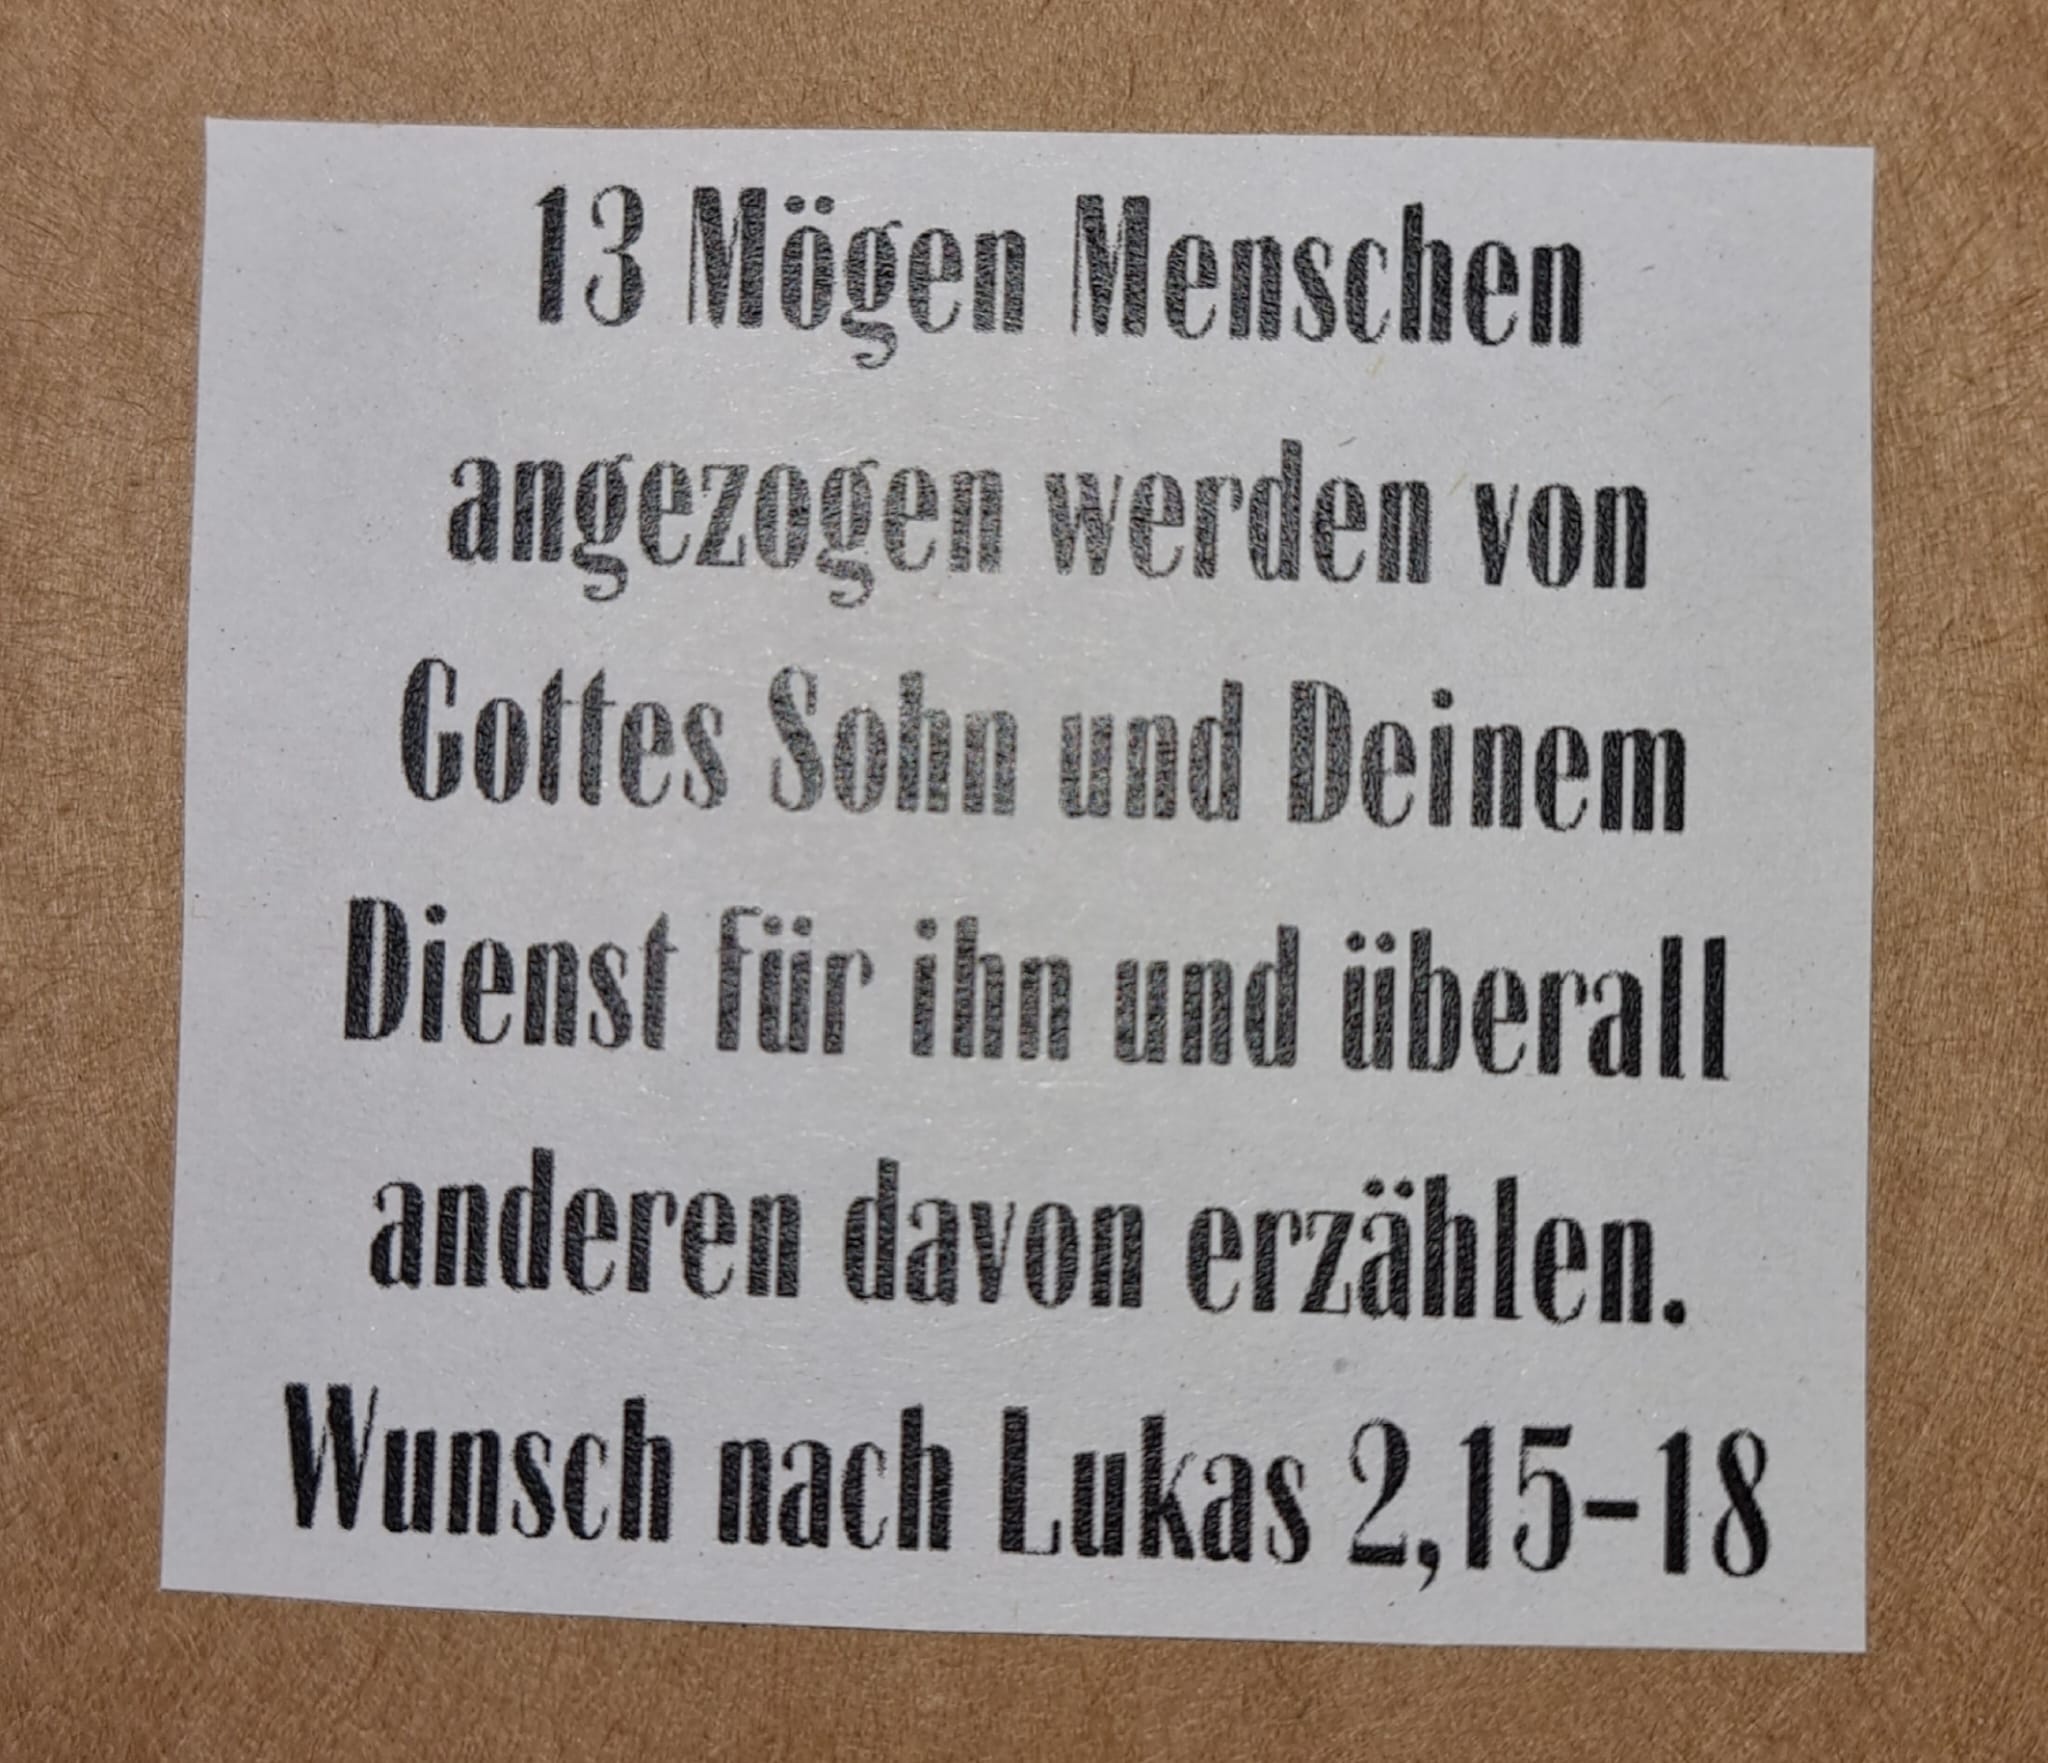 13 Mögen Menschen
angezogen werden von
Gottes Sohn und Deinem
Dienst für ihn und überall
anderen davon erzählen.
Wunsch nach Lukas 2,15-18